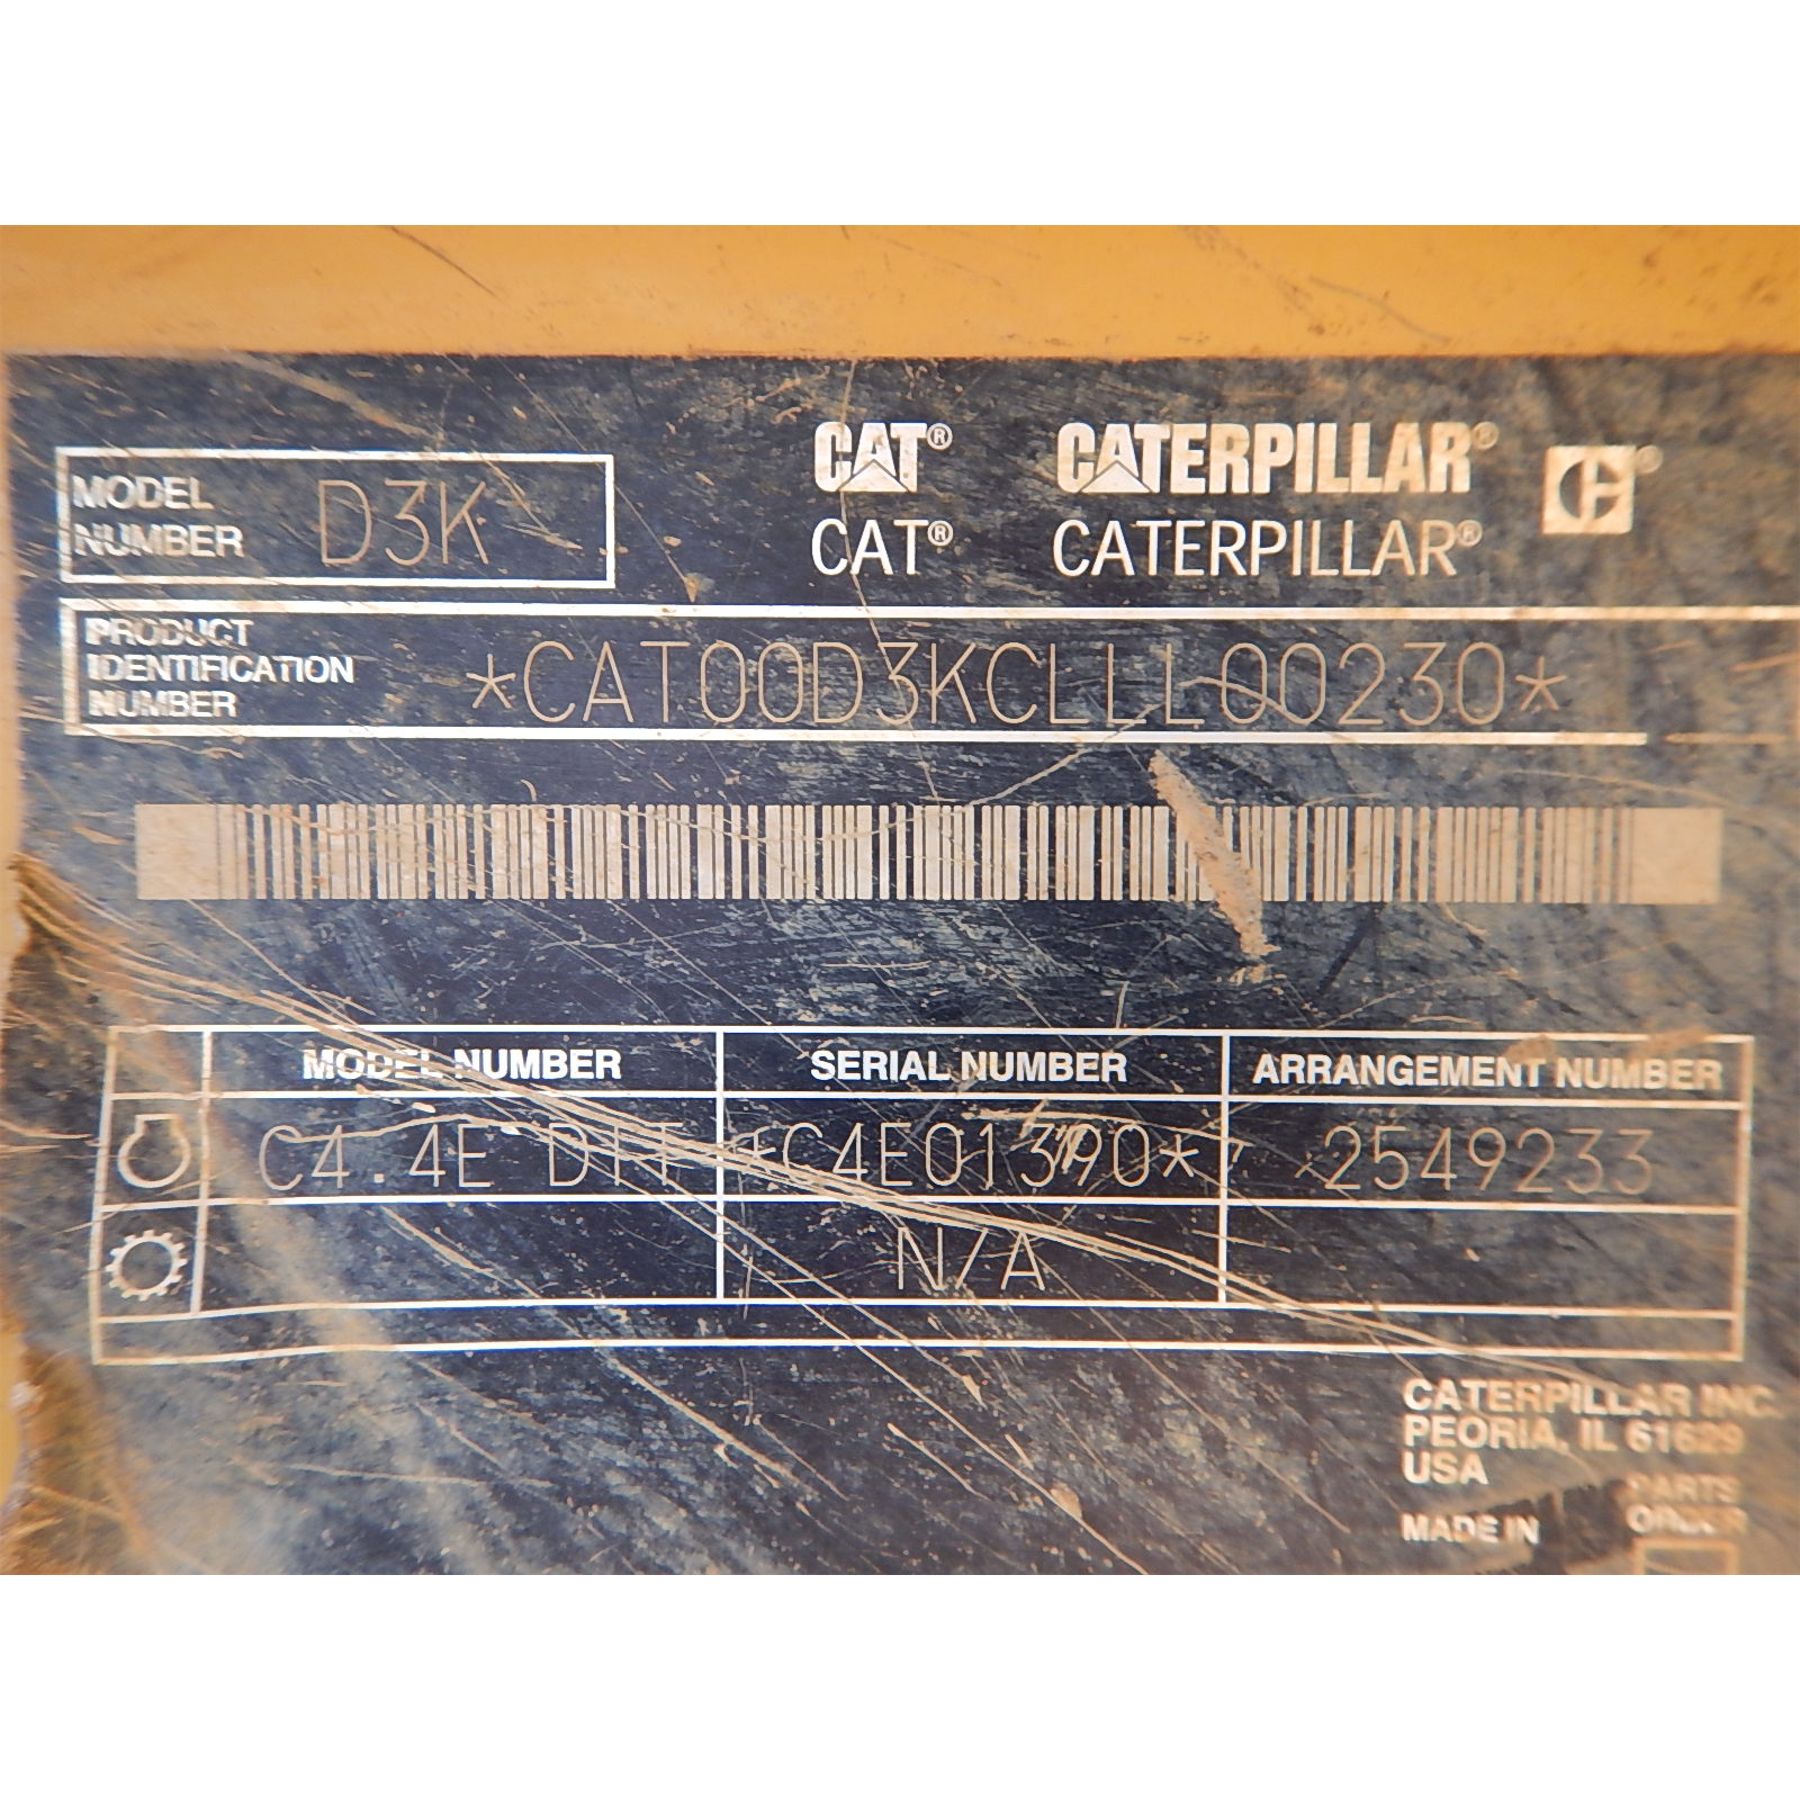 MODEL NUMBER D3K
CAT® CATERPILLAR®
CAT® CATERPILLAR®
PRODUCT IDENTIFICATION NUMBER *CAT00D3KCLLL00230*
MODEL NUMBER SERIAL NUMBER ARRANGEMENT NUMBER
C4.4E DIT *C4E01390* 2549233
N/A
CATERPILLAR INC.
PEORIA, IL 61629
USA
PARTS
MADE IN ORDER